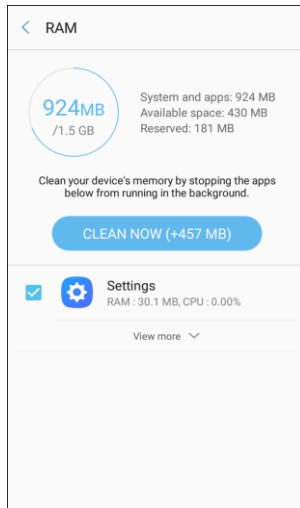 RAM
924MB
/1.5 GB
System and apps: 924 MB
Available space: 430 MB
Reserved: 181 MB
Clean your device's memory by stopping the apps
below from running in the background.
CLEAN NOW (+457 MB)
Settings
RAM : 30.1 MB, CPU : 0.00%
View more